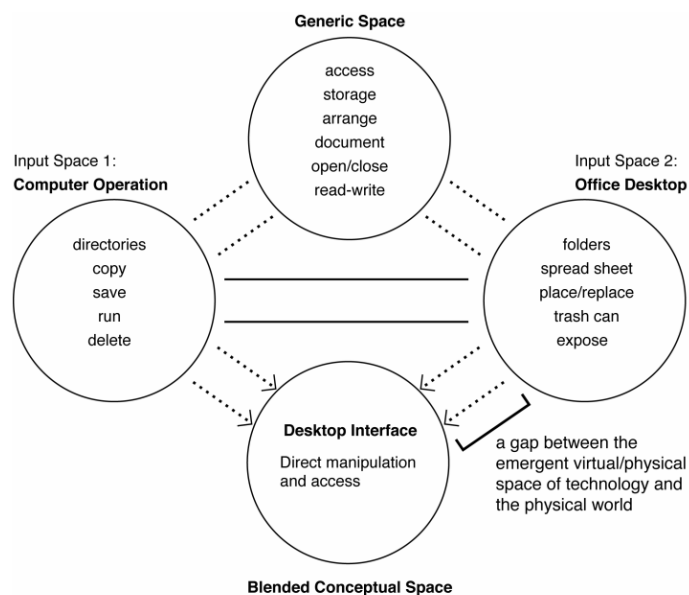 Generic Space
access
storage
arrange
document
open/close
read-write
Input Space 1:
Computer Operation
directories
copy
save
run
delete
Input Space 2:
Office Desktop
folders
spread sheet
place/replace
trash can
expose
Desktop Interface
Direct manipulation
and access
a gap between the
emergent virtual/physical
space of technology and
the physical world
Blended Conceptual Space